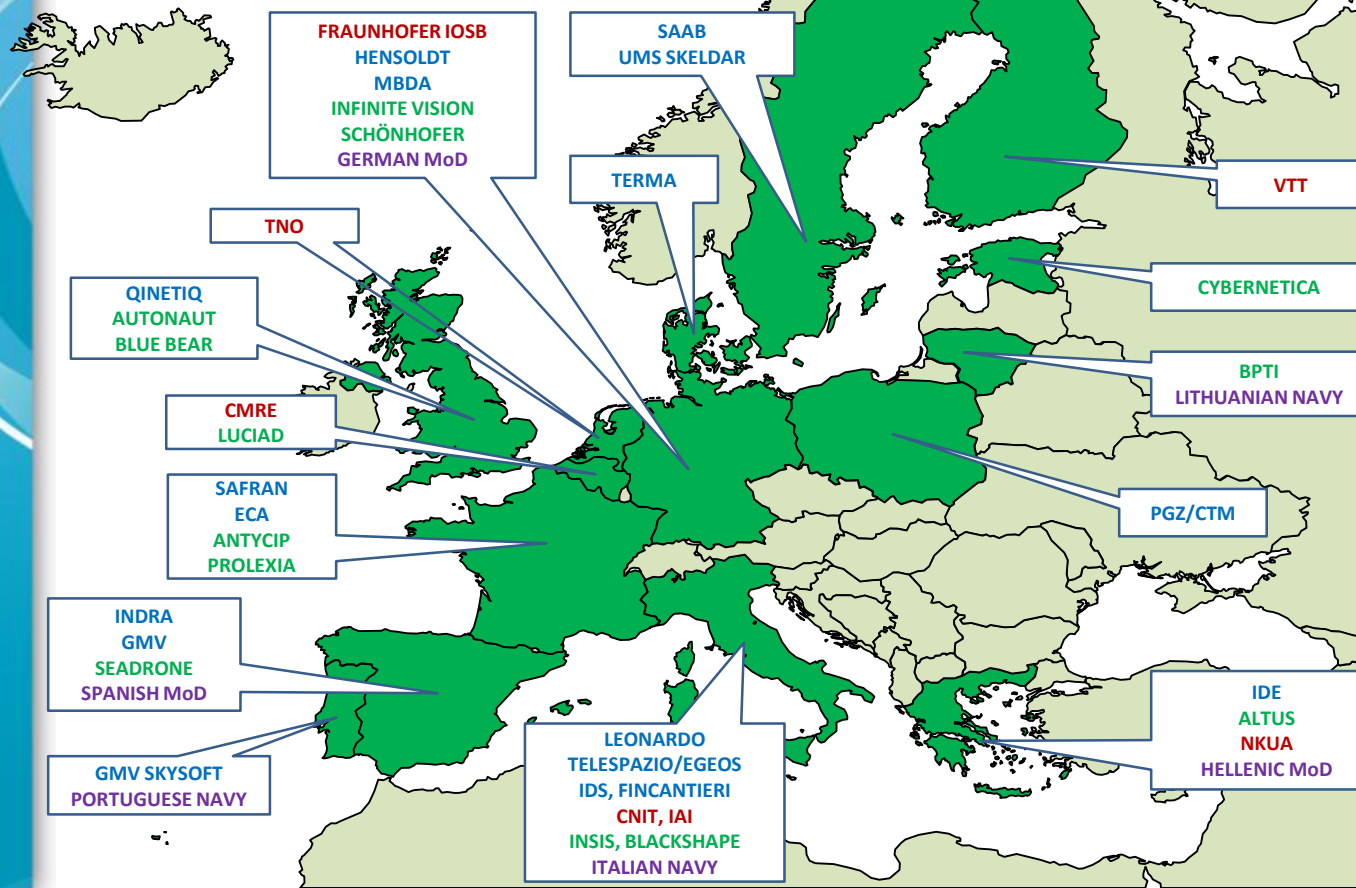 FRAUNHOFER IOSB
HENSOLDT
MBDA
INFINITE VISION
SCHÖNHOFER
GERMAN MoD
SAAB
UMS SKELDAR
TERMA
VTT
TNO
CYBERNETICA
QINETIQ
AUTONAUT
BLUE BEAR
BPTI
LITHUANIAN NAVY
CMRE
LUCIAD
SAFRAN
ECA
ANTYCIP
PROLEXIA
PGZ/CTM
INDRA
GMV
SEADRONE
SPANISH MoD
GMV SKYSOFT
PORTUGUESE NAVY
LEONARDO
TELESPAZIO/EGEOS
IDS, FINCANTIERI
CNIT, IAI
INSIS, BLACKSHAPE
ITALIAN NAVY
IDE
ALTUS
NKUA
HELLENIC MoD